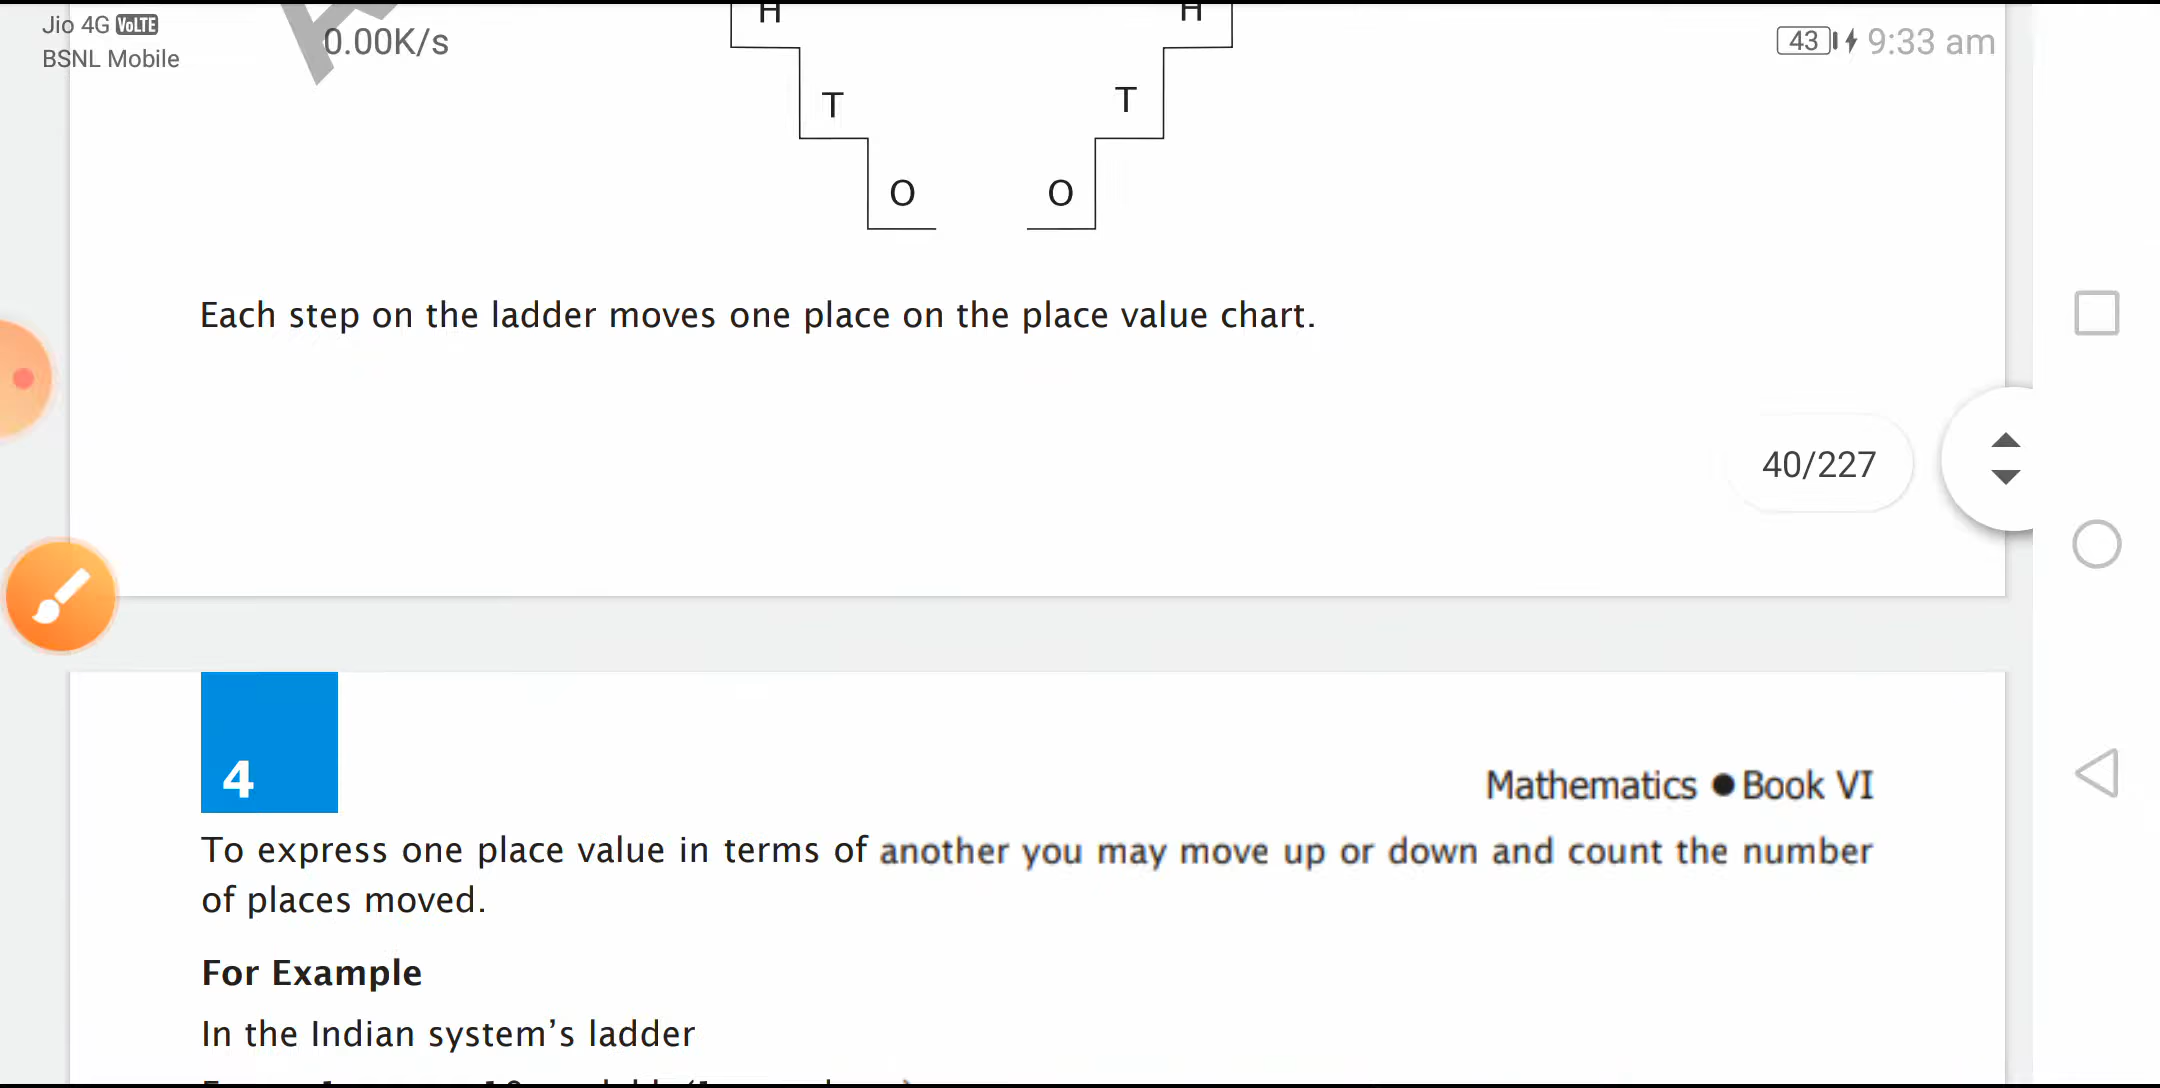 Jio 4G VoLTE
BSNL Mobile
0.00K/s
43
9:33 am
H H
T T
O O
Each step on the ladder moves one place on the place value chart.
40/227
4
Mathematics ● Book VI
To express one place value in terms of another you may move up or down and count the number
of places moved.
For Example
In the Indian system’s ladder